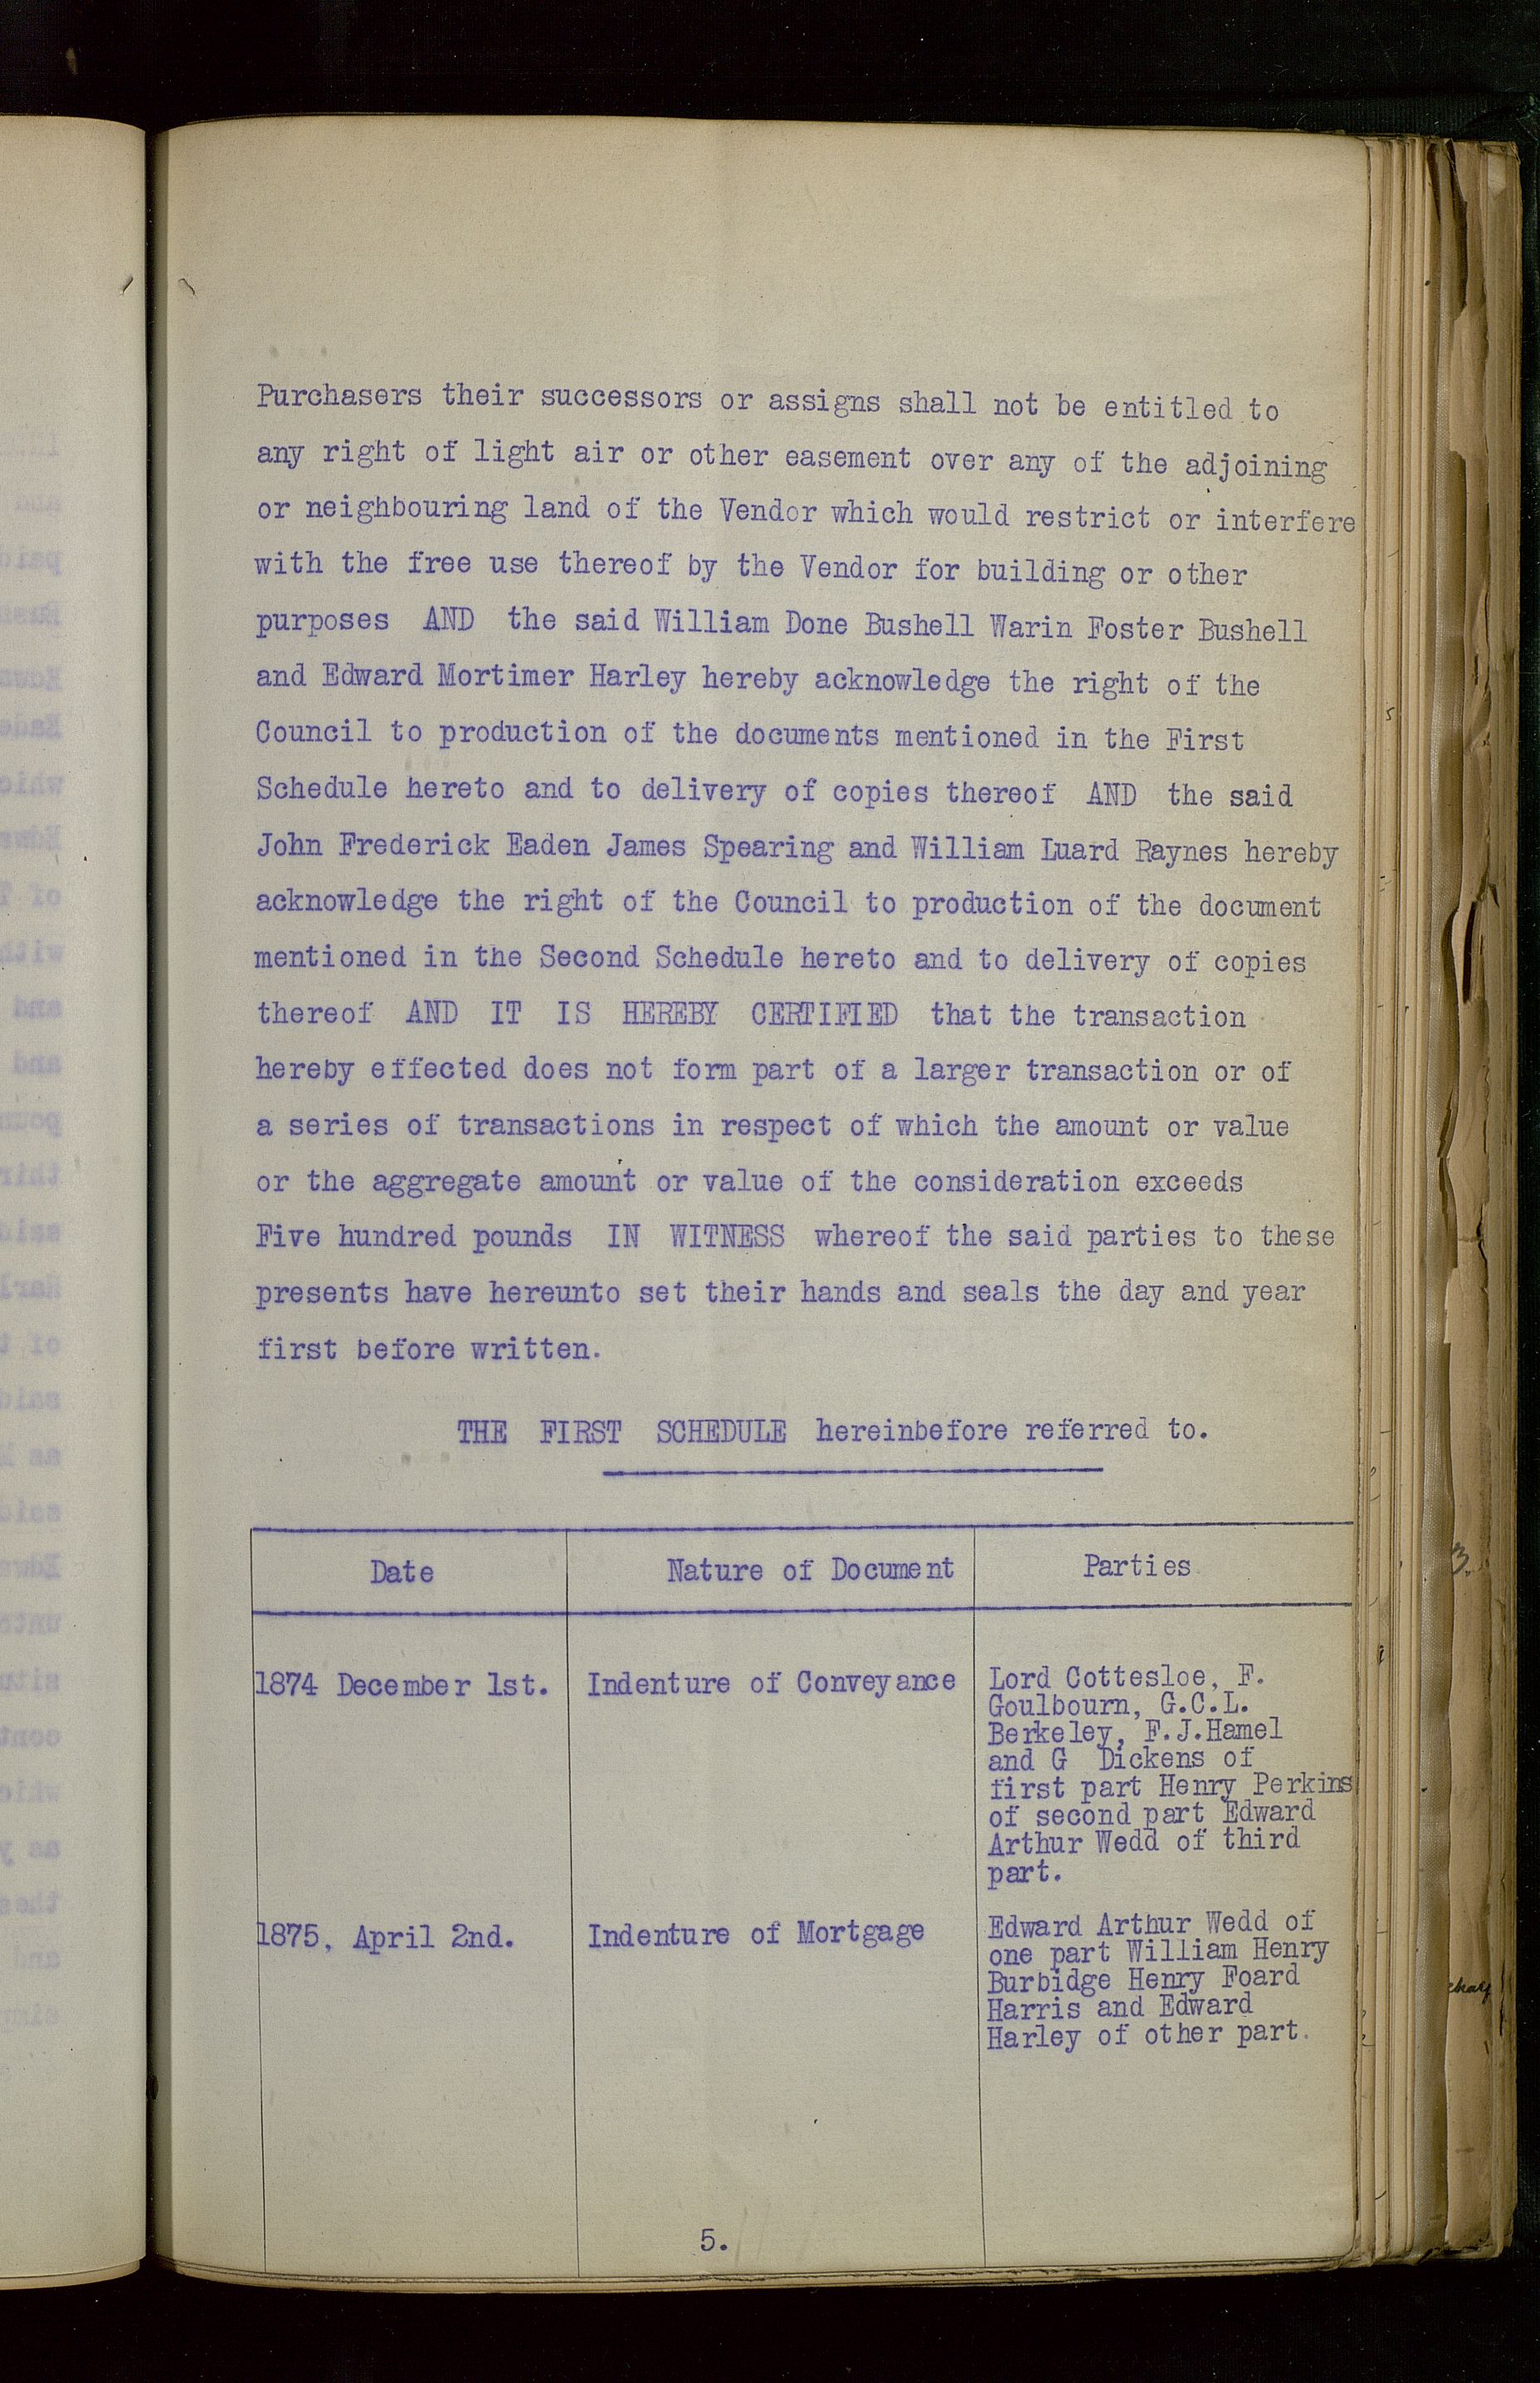 Purchasers their successors or assigns shall not be entitled to
any right of light air or other easement over any of the adjoining
or neighbouring land of the Vendor which would restrict or interfere
with the free use thereof by the Vendor for building or other
purposes AND the said William Done Bushell Warin Foster Bushell
and Edward Mortimer Harley hereby acknowledge the right of the
Council to production of the documents mentioned in the First
Schedule hereto and to delivery of copies thereof AND the said
John Frederick Eaden James Spearing and William Luard Raynes hereby
acknowledge the right of the Council to production of the document
mentioned in the Second Schedule hereto and to delivery of copies
thereof AND IT IS HEREBY CERTIFIED that the transaction
hereby effected does not form part of a larger transaction or of
a series of transactions in respect of which the amount or value
or the aggregate amount or value of the consideration exceeds
Five hundred pounds IN WITNESS whereof the said parties to these
presents have hereunto set their hands and seals the day and year
first before written.
THE FIRST SCHEDULE hereinbefore referred to.
Date Nature of Document Parties
1874 December 1st. Indenture of Conveyance Lord Cottesloe, F.
Goulbourn, G.C.L.
Berkeley, F.J.Hamel
and G Dickens of
first part Henry Perkins
of second part Edward
Arthur Wedd of third
part.
1875, April 2nd. Indenture of Mortgage Edward Arthur Wedd of
one part William Henry
Burbidge Henry Foard
Harris and Edward
Harley of other part.
5.